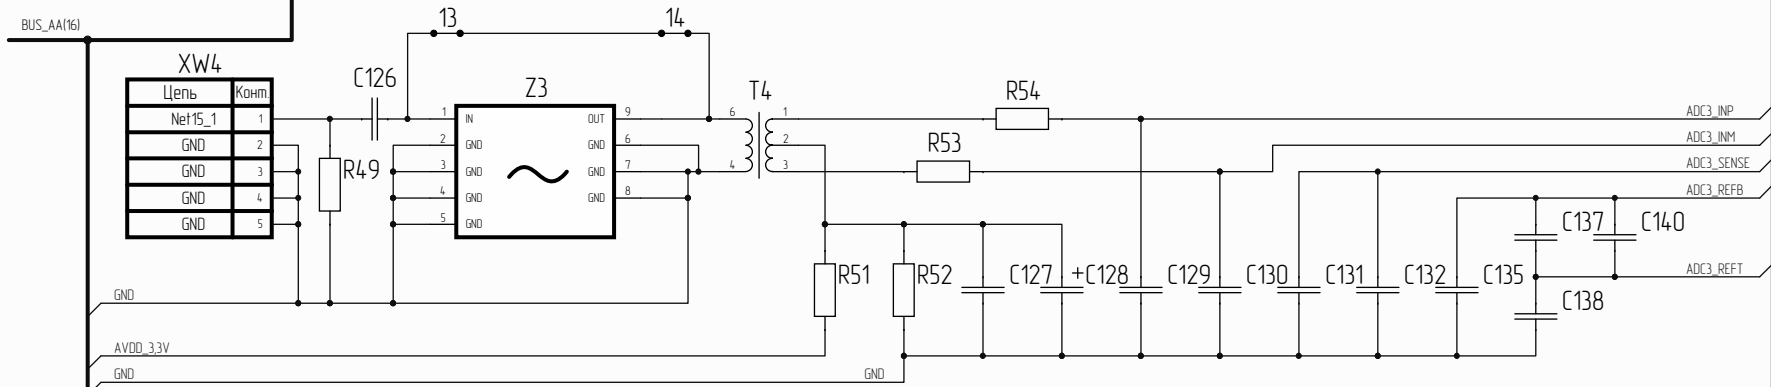 BUS_AA(16)
13
14
XW4
C126
Z3
T4
R54
Цепь Конт.
Net15_1 1
GND 2
GND 3
GND 4
GND 5
R49
1 IN OUT 9
2 GND GND 6
3 GND GND 7
4 GND GND 8
5 GND
6 1
2
4 3
R53
ADC3_INP
ADC3_INM
ADC3_SENSE
ADC3_REFB
C137 C140
R51 R52 C127 +C128 C129 C130 C131 C132 C135
ADC3_REFT
C138
GND
AVDD_3,3V
GND GND